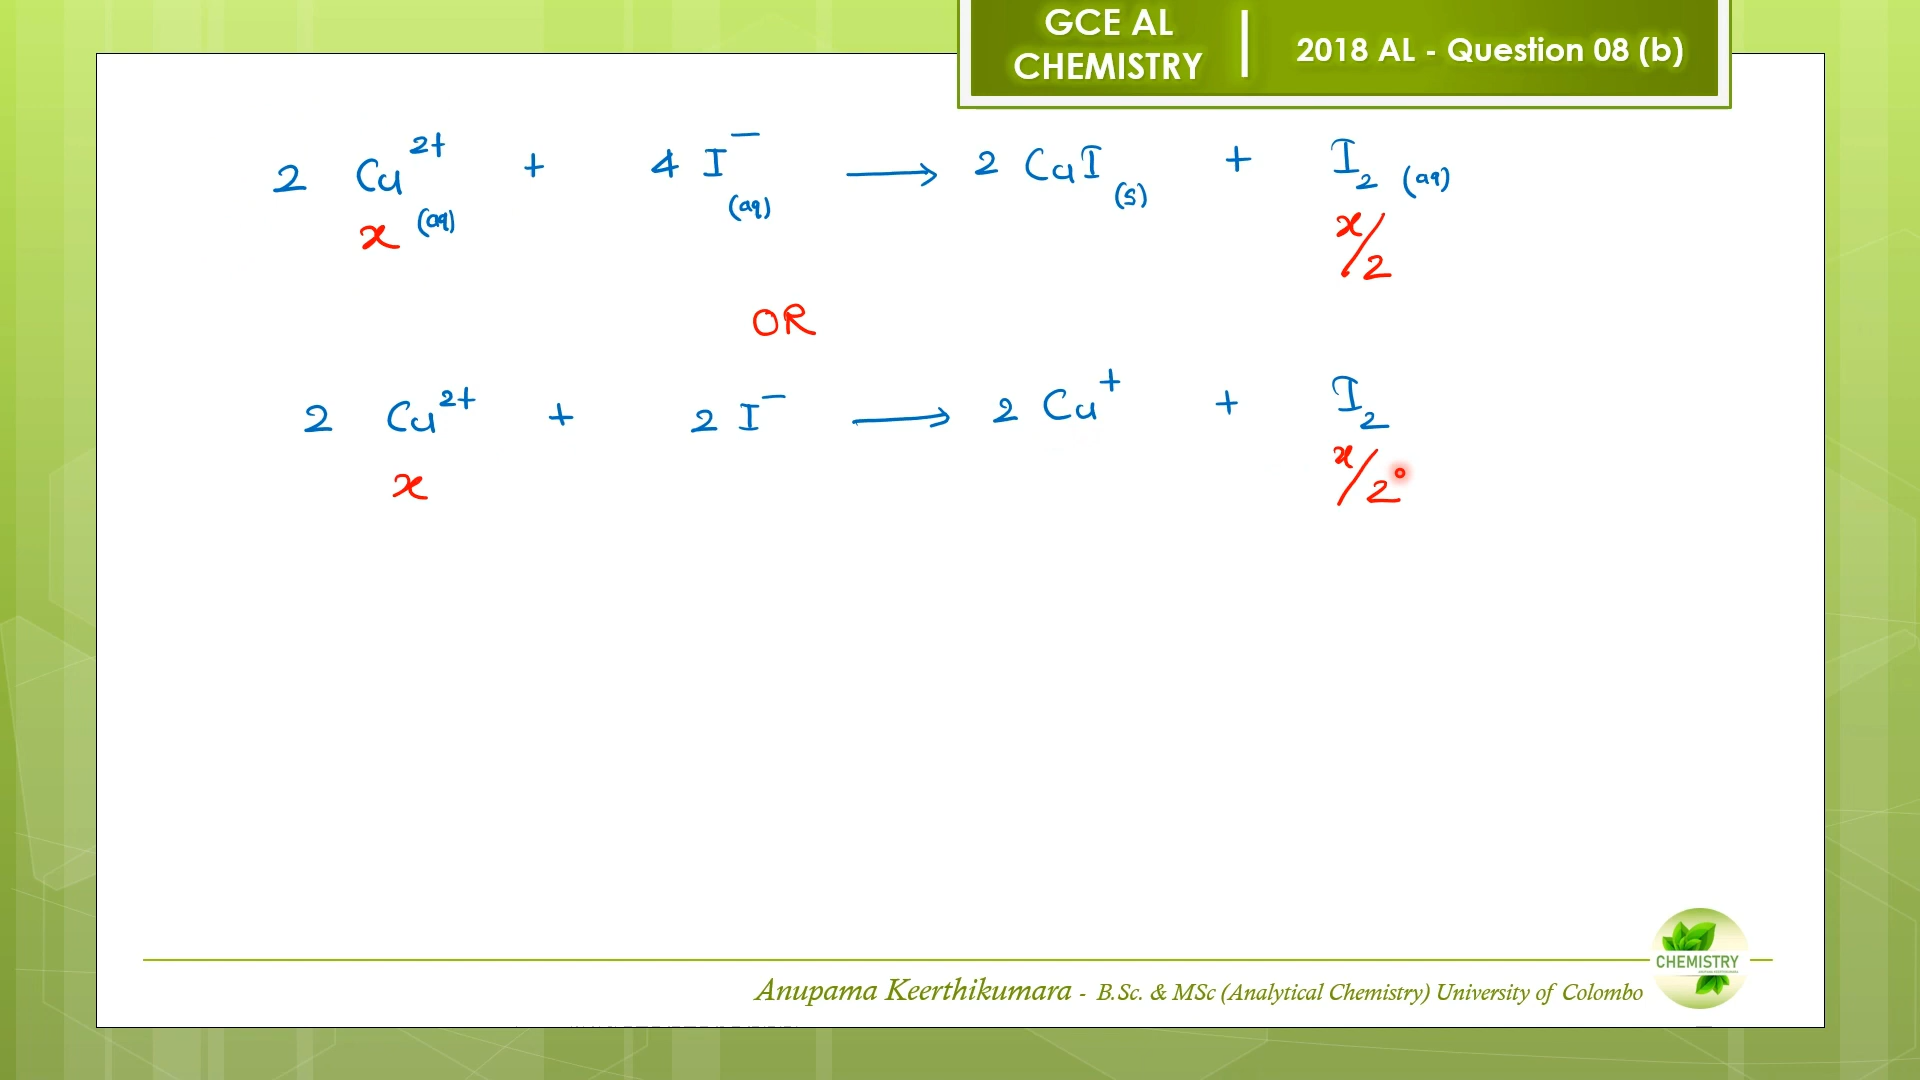 GCE AL
CHEMISTRY
2018 AL - Question 08 (b)
2 Cu²⁺ (aq) + 4 I⁻ (aq) ⟶ 2 CuI (s) + I₂ (aq)
x x/2
OR
2 Cu²⁺ + 2 I⁻ ⟶ 2 Cu⁺ + I₂
x x/2
CHEMISTRY
Anupama Keerthikumara - B.Sc. & MSc (Analytical Chemistry) University of Colombo